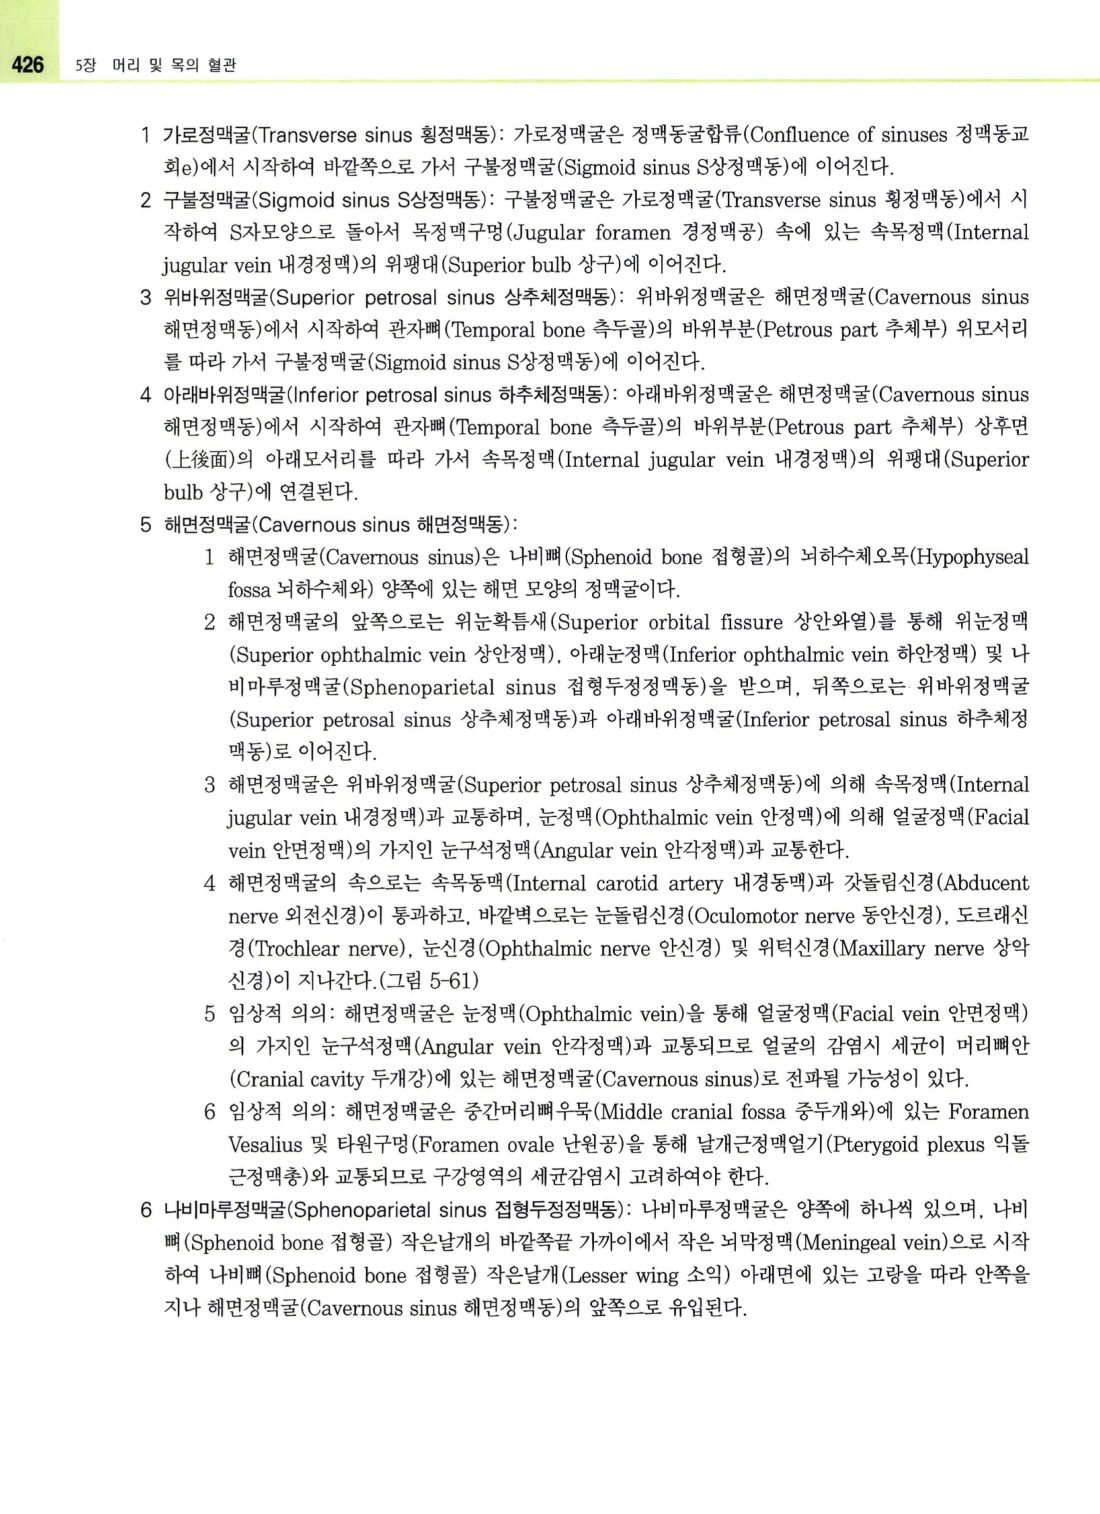 426 5장 머리 및 목의 혈관
1 가로정맥굴(Transverse sinus 횡정맥동): 가로정맥굴은 정맥동굴합류(Confluence of sinuses 정맥동교
회e)에서 시작하여 바깥쪽으로 가서 구불정맥굴(Sigmoid sinus S상정맥동)에 이어진다.
2 구불정맥굴(Sigmoid sinus S상정맥동): 구불정맥굴은 가로정맥굴(Transverse sinus 횡정맥동)에서 시
작하여 S자모양으로 돌아서 목정맥구멍(Jugular foramen 경정맥공) 속에 있는 속목정맥(Internal
jugular vein 내경정맥)의 위팽대(Superior bulb 상구)에 이어진다.
3 위바위정맥굴(Superior petrosal sinus 상추체정맥동): 위바위정맥굴은 해면정맥굴(Cavernous sinus
해면정맥동)에서 시작하여 관자뼈(Temporal bone 측두골)의 바위부분(Petrous part 추체부) 위모서리
를 따라 가서 구불정맥굴(Sigmoid sinus S상정맥동)에 이어진다.
4 아래바위정맥굴(Inferior petrosal sinus 하추체정맥동): 아래바위정맥굴은 해면정맥굴(Cavernous sinus
해면정맥동)에서 시작하여 관자뼈(Temporal bone 측두골)의 바위부분(Petrous part 추체부) 상후면
(上後面)의 아래모서리를 따라 가서 속목정맥(Internal jugular vein 내경정맥)의 위팽대(Superior
bulb 상구)에 연결된다.
5 해면정맥굴(Cavernous sinus 해면정맥동):
1 해면정맥굴(Cavernous sinus)은 나비뼈(Sphenoid bone 접형골)의 뇌하수체오목(Hypophyseal
fossa 뇌하수체와) 양쪽에 있는 해면 모양의 정맥굴이다.
2 해면정맥굴의 앞쪽으로는 위눈확틈새(Superior orbital fissure 상안와열)를 통해 위눈정맥
(Superior ophthalmic vein 상안정맥), 아래눈정맥(Inferior ophthalmic vein 하안정맥) 및 나
비마루정맥굴(Sphenoparietal sinus 접형두정정맥동)을 받으며, 뒤쪽으로는 위바위정맥굴
(Superior petrosal sinus 상추체정맥동)과 아래바위정맥굴(Inferior petrosal sinus 하추체정
맥동)로 이어진다.
3 해면정맥굴은 위바위정맥굴(Superior petrosal sinus 상추체정맥동)에 의해 속목정맥(Internal
jugular vein 내경정맥)과 교통하며, 눈정맥(Ophthalmic vein 안정맥)에 의해 얼굴정맥(Facial
vein 안면정맥)의 가지인 눈구석정맥(Angular vein 안각정맥)과 교통한다.
4 해면정맥굴의 속으로는 속목동맥(Internal carotid artery 내경동맥)과 갓돌림신경(Abducent
nerve 외전신경)이 통과하고, 바깥벽으로는 눈돌림신경(Oculomotor nerve 동안신경), 도르래신
경(Trochlear nerve), 눈신경(Ophthalmic nerve 안신경) 및 위턱신경(Maxillary nerve 상악
신경)이 지나간다.(그림 5-61)
5 임상적 의의: 해면정맥굴은 눈정맥(Ophthalmic vein)을 통해 얼굴정맥(Facial vein 안면정맥)
의 가지인 눈구석정맥(Angular vein 안각정맥)과 교통되므로 얼굴의 감염시 세균이 머리뼈안
(Cranial cavity 두개강)에 있는 해면정맥굴(Cavernous sinus)로 전파될 가능성이 있다.
6 임상적 의의: 해면정맥굴은 중간머리뼈우묵(Middle cranial fossa 중두개와)에 있는 Foramen
Vesalius 및 타원구멍(Foramen ovale 난원공)을 통해 날개근정맥얼기(Pterygoid plexus 익돌
근정맥총)와 교통되므로 구강영역의 세균감염시 고려하여야 한다.
6 나비마루정맥굴(Sphenoparietal sinus 접형두정정맥동): 나비마루정맥굴은 양쪽에 하나씩 있으며, 나비
뼈(Sphenoid bone 접형골) 작은날개의 바깥쪽끝 가까이에서 작은 뇌막정맥(Meningeal vein)으로 시작
하여 나비뼈(Sphenoid bone 접형골) 작은날개(Lesser wing 소익) 아래면에 있는 고랑을 따라 안쪽을
지나 해면정맥굴(Cavernous sinus 해면정맥동)의 앞쪽으로 유입된다.